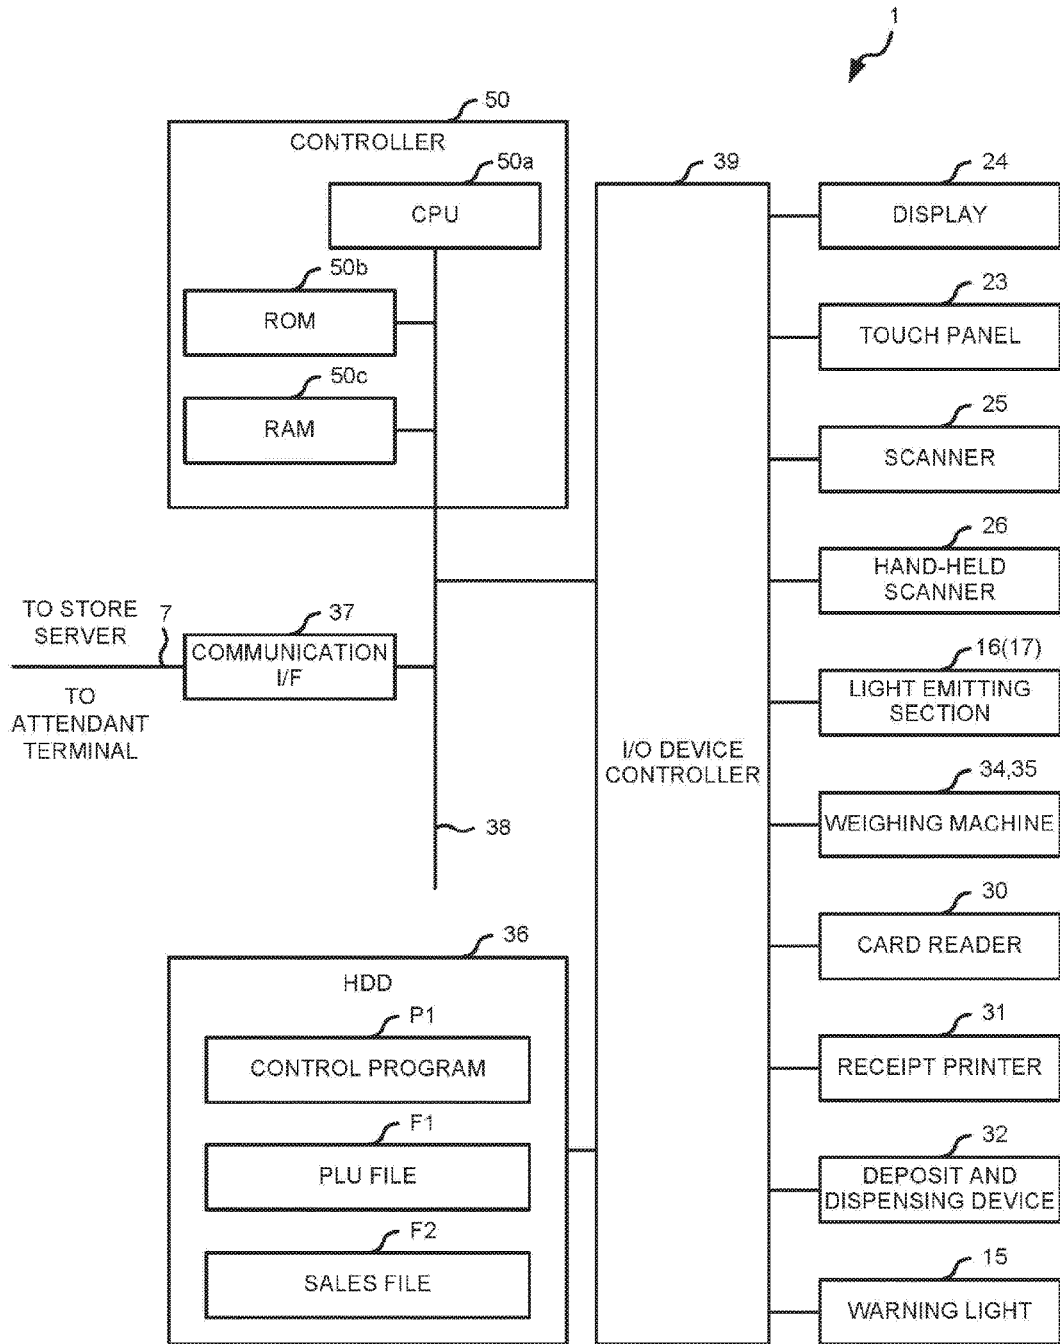 1
50
CONTROLLER
50a
CPU
50b
ROM
50c
RAM
TO STORE
SERVER
7
TO
ATTENDANT
TERMINAL
37
COMMUNICATION
I/F
38
36
HDD
P1
CONTROL PROGRAM
F1
PLU FILE
F2
SALES FILE
39
I/O DEVICE
CONTROLLER
24
DISPLAY
23
TOUCH PANEL
25
SCANNER
26
HAND-HELD
SCANNER
16(17)
LIGHT EMITTING
SECTION
34,35
WEIGHING MACHINE
30
CARD READER
31
RECEIPT PRINTER
32
DEPOSIT AND
DISPENSING DEVICE
15
WARNING LIGHT